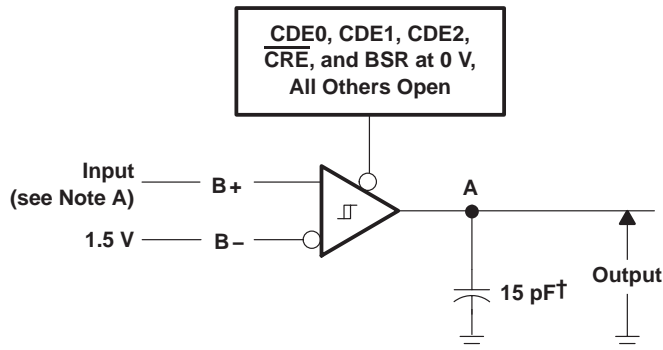 CDE0, CDE1, CDE2,
CRE, and BSR at 0 V,
All Others Open
Input
(see Note A)
B+
A
1.5 V
B−
15 pF†
Output